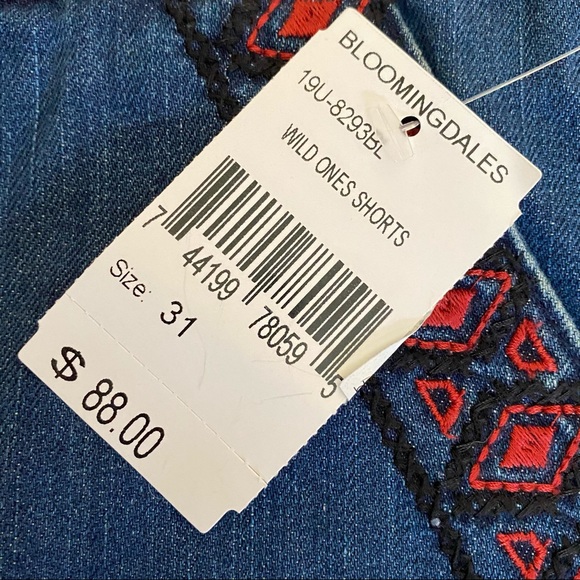 BLOOMINGDALES
19U-8293BL
WILD ONES SHORTS
7 44199 78059 5
Size: 31
$ 88.00